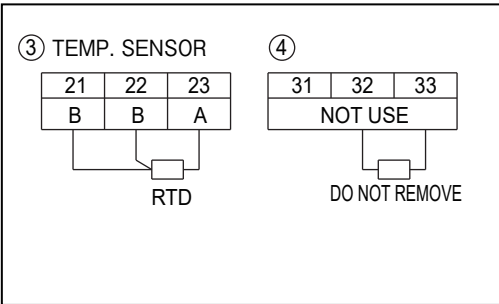 ③ TEMP. SENSOR
21 22 23
B B A
RTD
④
31 32 33
NOT USE
DO NOT REMOVE